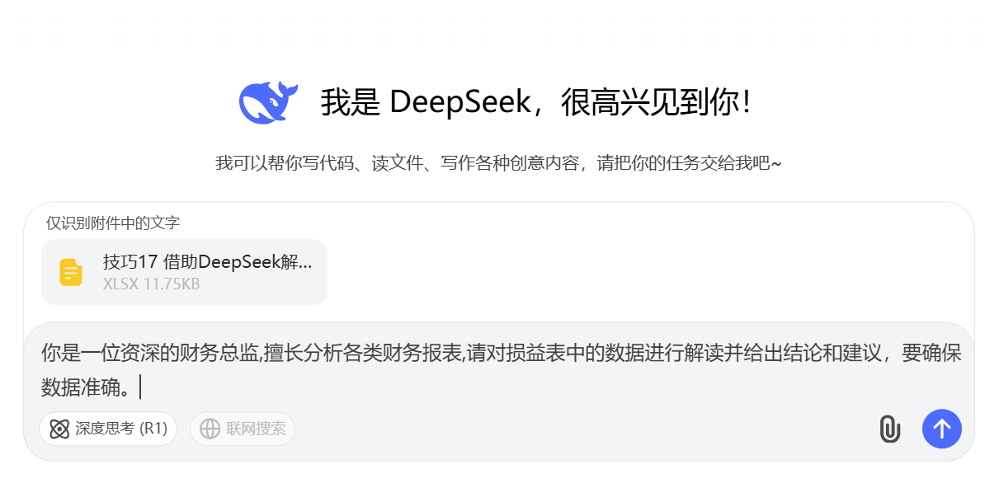 我是 DeepSeek，很高兴见到你！
我可以帮你写代码、读文件、写作各种创意内容，请把你的任务交给我吧~
仅识别附件中的文字
技巧17 借助DeepSeek解...
XLSX 11.75KB
你是一位资深的财务总监,擅长分析各类财务报表,请对损益表中的数据进行解读并给出结论和建议，要确保
数据准确。
深度思考 (R1) 联网搜索